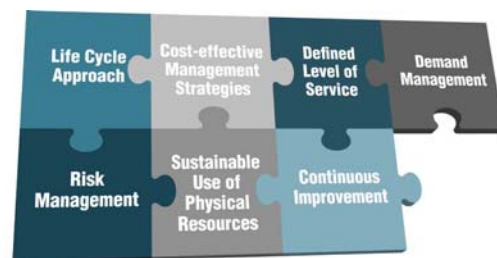 Life Cycle
Approach
Cost-effective
Management
Strategies
Defined
Level of
Service
Demand
Management
Risk
Management
Sustainable
Use of
Physical
Resources
Continuous
Improvement